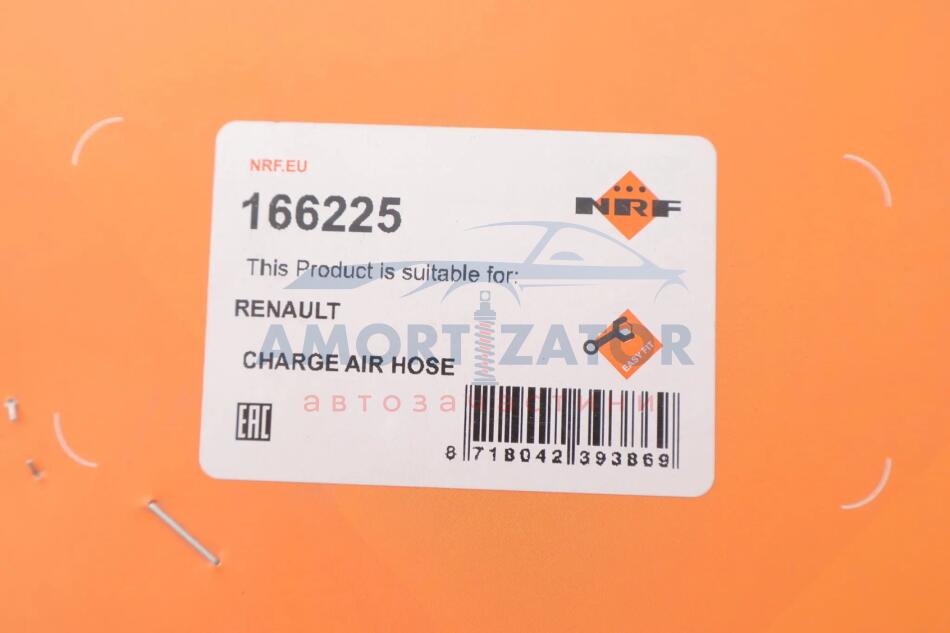 NRF.EU
166225
NRF
This Product is suitable for:
RENAULT
AMORTIZATOR
EASY FIT
CHARGE AIR HOSE
автозапчастини
EAC
8 718042 393869